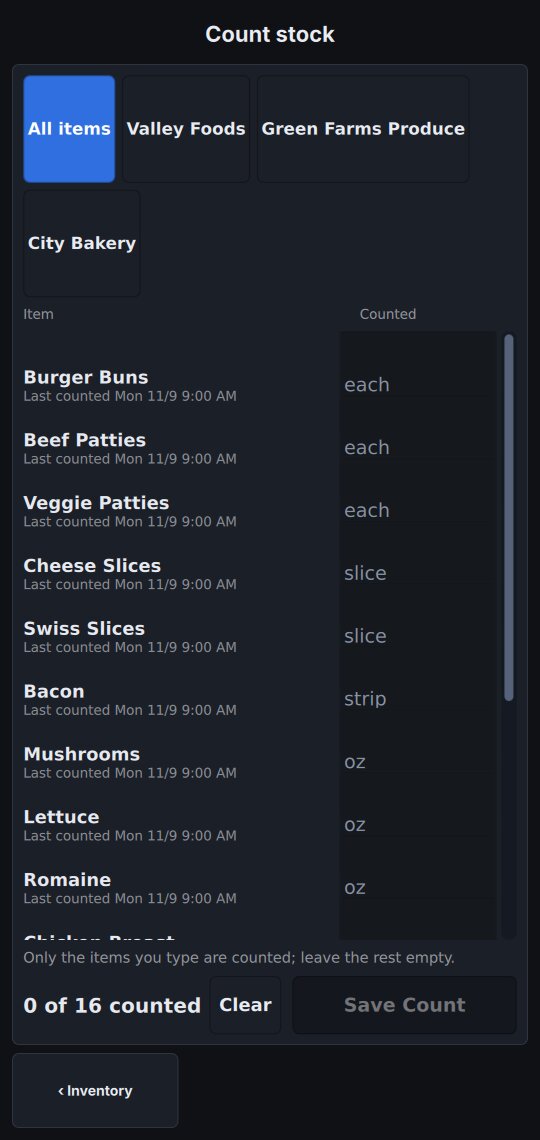 Count stock
All items
Valley Foods
Green Farms Produce
City Bakery
Item
Counted
Burger Buns
Last counted Mon 11/9 9:00 AM
each
Beef Patties
Last counted Mon 11/9 9:00 AM
each
Veggie Patties
Last counted Mon 11/9 9:00 AM
each
Cheese Slices
Last counted Mon 11/9 9:00 AM
slice
Swiss Slices
Last counted Mon 11/9 9:00 AM
slice
Bacon
Last counted Mon 11/9 9:00 AM
strip
Mushrooms
Last counted Mon 11/9 9:00 AM
oz
Lettuce
Last counted Mon 11/9 9:00 AM
oz
Romaine
Last counted Mon 11/9 9:00 AM
oz
Chicken Breast
Only the items you type are counted; leave the rest empty.
0 of 16 counted
Clear
Save Count
‹ Inventory